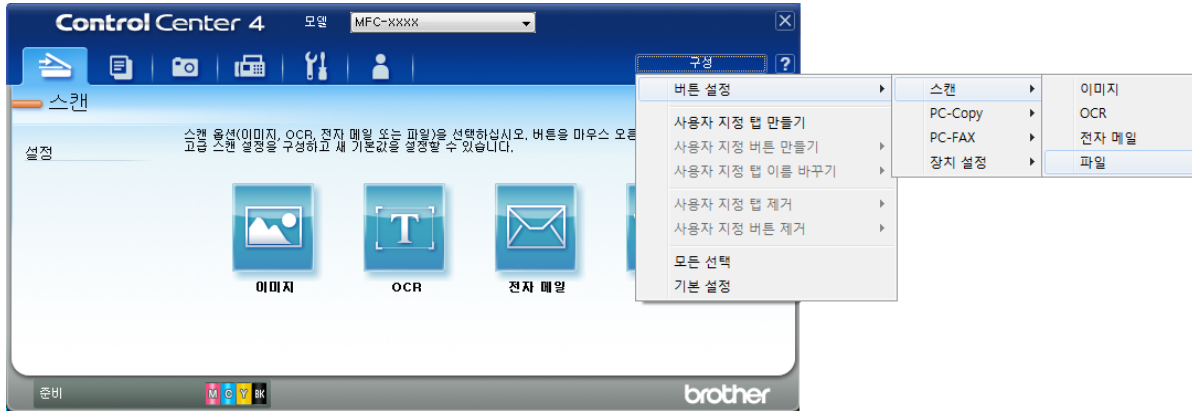 Control Center 4
모델
MFC-xxxx
구성
?
스캔
설정
스캔 옵션(이미지, OCR, 전자 메일 또는 파일)을 선택하십시오. 버튼을 마우스 오른
고급 스캔 설정을 구성하고 새 기본값을 설정할 수 있습니다.
이미지
OCR
전자 메일
버튼 설정
사용자 지정 탭 만들기
사용자 지정 버튼 만들기
사용자 지정 탭 이름 바꾸기
사용자 지정 탭 제거
사용자 지정 버튼 제거
모든 선택
기본 설정
스캔
PC-Copy
PC-FAX
장치 설정
이미지
OCR
전자 메일
파일
준비
M C Y BK
brother